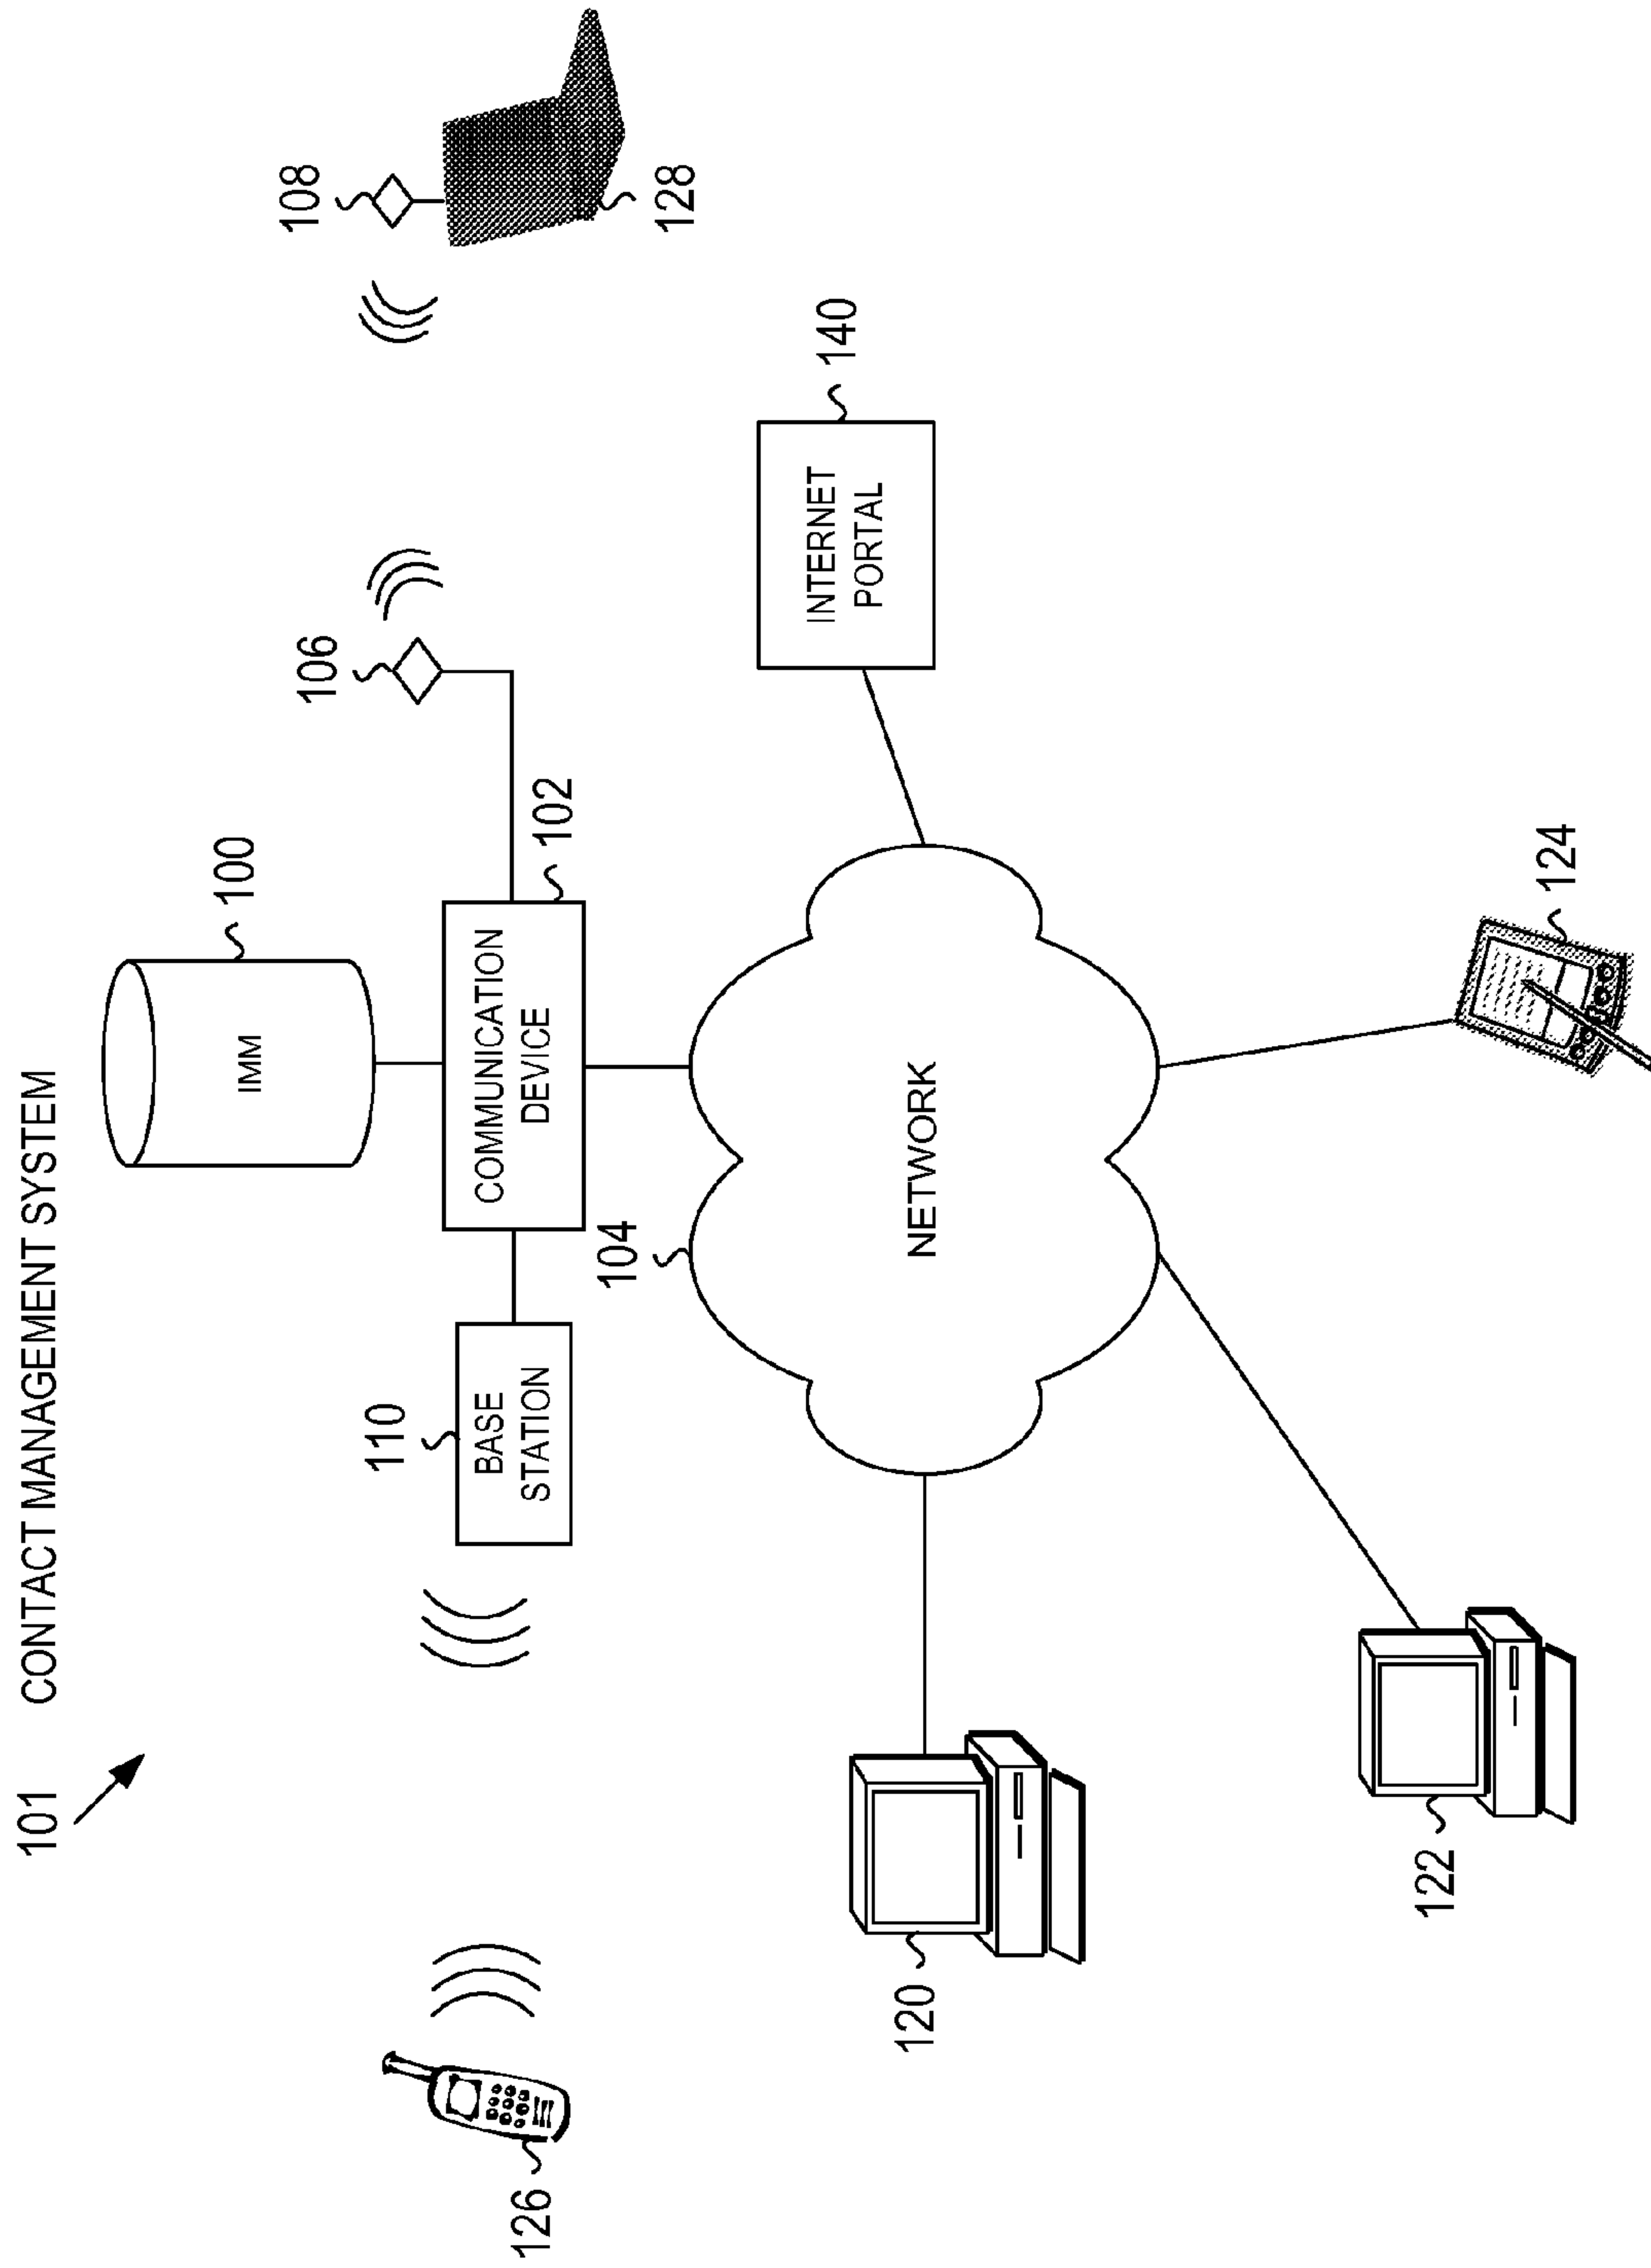 CONTACT MANAGEMENT SYSTEM
101
IMM
100
106
108
126
110
BASE
STATION
COMMUNICATION
DEVICE
102
128
104
NETWORK
INTERNET
PORTAL
140
120
122
124